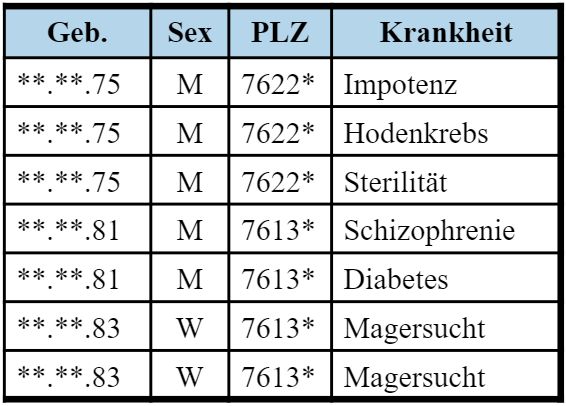 Geb. Sex PLZ Krankheit
**.**.75 M 7622* Impotenz
**.**.75 M 7622* Hodenkrebs
**.**.75 M 7622* Sterilität
**.**.81 M 7613* Schizophrenie
**.**.81 M 7613* Diabetes
**.**.83 W 7613* Magersucht
**.**.83 W 7613* Magersucht